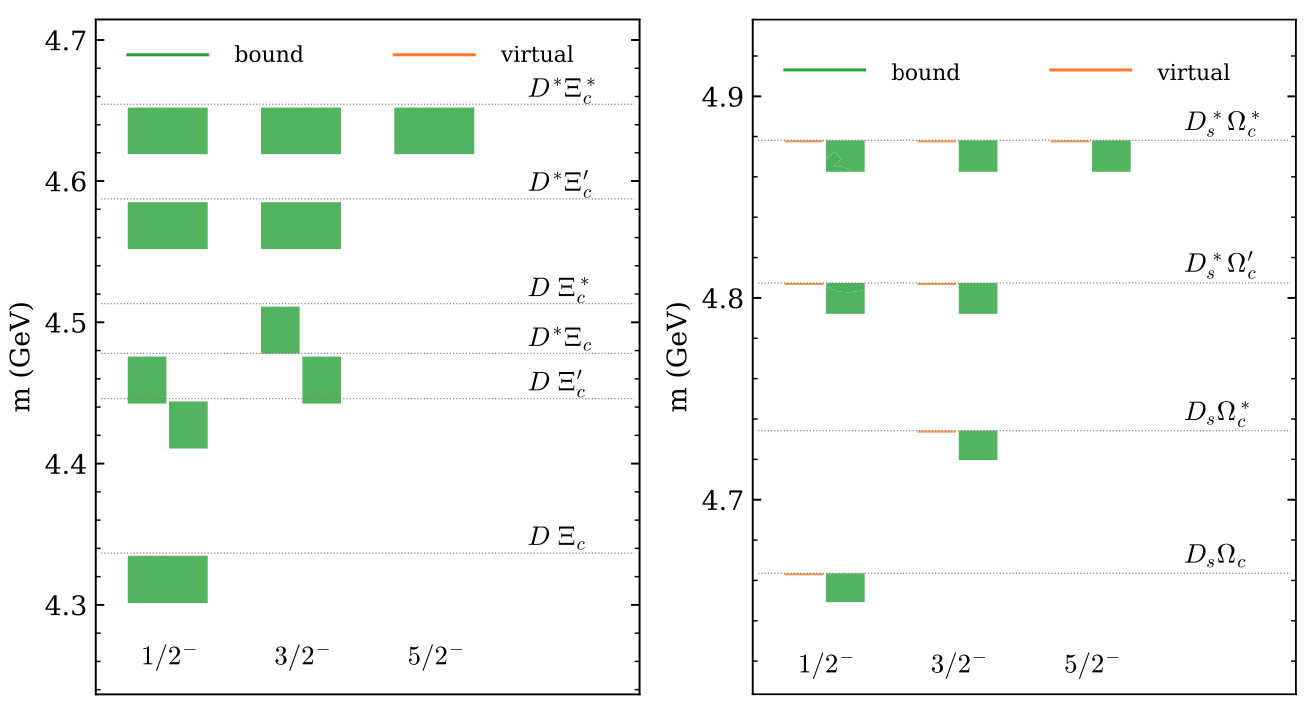 4.7
bound
virtual
D*Ξc*
4.6
D*Ξc′
D Ξc*
4.5
D*Ξc
D Ξc′
m (GeV)
4.4
D Ξc
4.3
1/2⁻ 3/2⁻ 5/2⁻
bound
virtual
4.9
Ds*Ωc*
Ds*Ωc′
4.8
m (GeV)
DsΩc*
4.7
DsΩc
1/2⁻ 3/2⁻ 5/2⁻